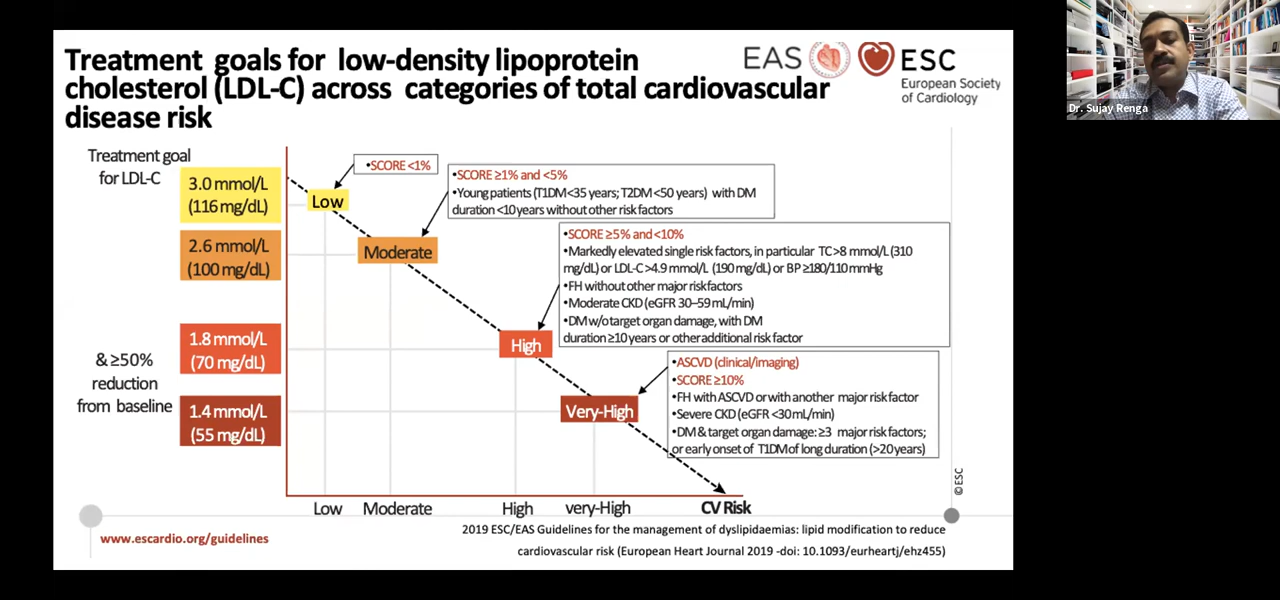 Treatment goals for low-density lipoprotein
cholesterol (LDL-C) across categories of total cardiovascular
disease risk
EAS
ESC
European Society
of Cardiology
Dr. Sujay Renga
Treatment goal
for LDL-C
3.0 mmol/L
(116 mg/dL)
2.6 mmol/L
(100 mg/dL)
1.8 mmol/L
(70 mg/dL)
& ≥50%
reduction
from baseline
1.4 mmol/L
(55 mg/dL)
•SCORE <1%
Low
•SCORE ≥1% and <5%
•Young patients (T1DM <35 years; T2DM <50 years) with DM
duration <10 years without other risk factors
Moderate
•SCORE ≥5% and <10%
•Markedly elevated single risk factors, in particular TC >8 mmol/L (310
mg/dL) or LDL-C >4.9 mmol/L (190 mg/dL) or BP ≥180/110 mmHg
•FH without other major risk factors
•Moderate CKD (eGFR 30–59 mL/min)
•DM w/o target organ damage, with DM
duration ≥10 years or other additional risk factor
High
•ASCVD (clinical/imaging)
•SCORE ≥10%
•FH with ASCVD or with another major risk factor
•Severe CKD (eGFR <30 mL/min)
•DM & target organ damage: ≥3 major risk factors;
or early onset of T1DM of long duration (>20 years)
Very-High
Low
Moderate
High
very-High
CV Risk
© ESC
www.escardio.org/guidelines
2019 ESC/EAS Guidelines for the management of dyslipidaemias: lipid modification to reduce
cardiovascular risk (European Heart Journal 2019 -doi: 10.1093/eurheartj/ehz455)